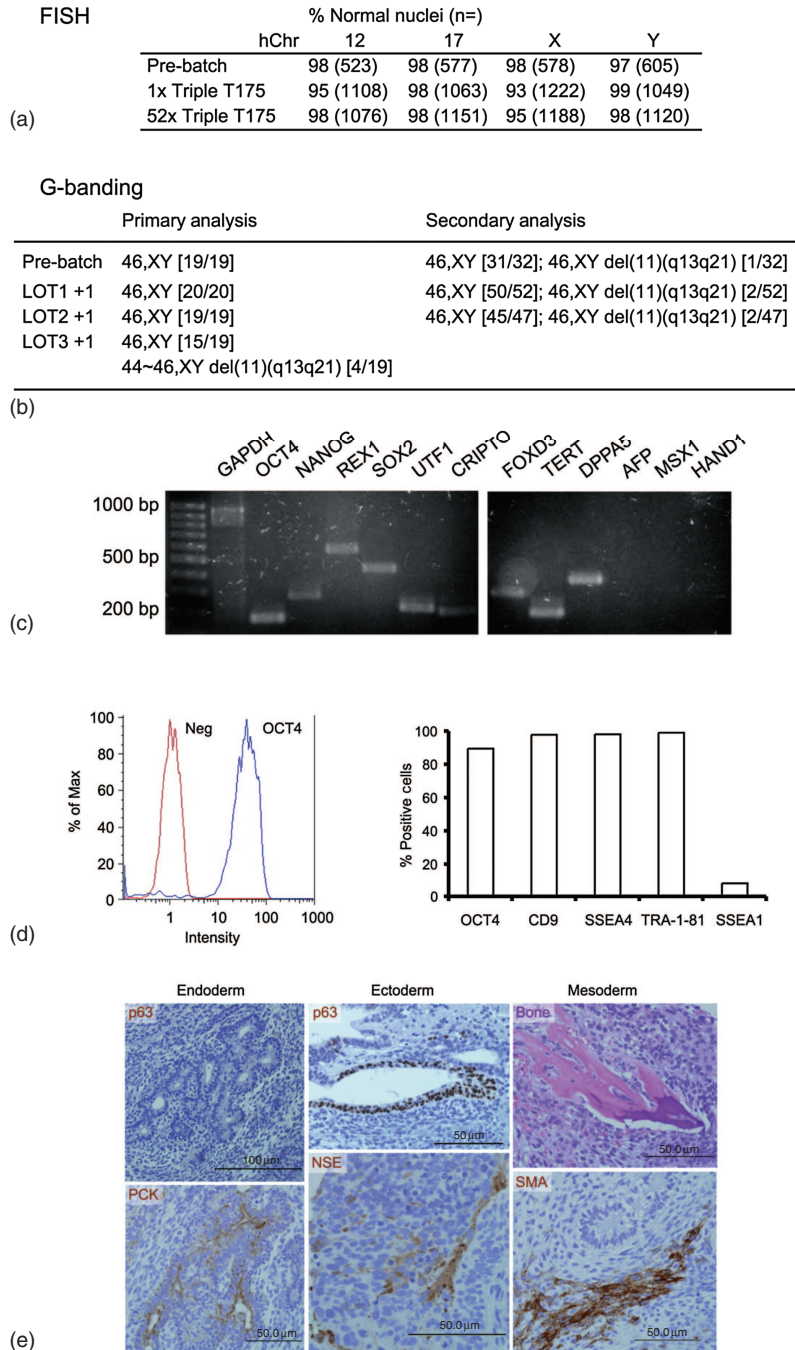 FISH
% Normal nuclei (n=)
hChr 12 17 X Y
Pre-batch 98 (523) 98 (577) 98 (578) 97 (605)
1x Triple T175 95 (1108) 98 (1063) 93 (1222) 99 (1049)
52x Triple T175 98 (1076) 98 (1151) 95 (1188) 98 (1120)
(a)
G-banding
Primary analysis Secondary analysis
Pre-batch 46,XY [19/19] 46,XY [31/32]; 46,XY del(11)(q13q21) [1/32]
LOT1 +1 46,XY [20/20] 46,XY [50/52]; 46,XY del(11)(q13q21) [2/52]
LOT2 +1 46,XY [19/19] 46,XY [45/47]; 46,XY del(11)(q13q21) [2/47]
LOT3 +1 46,XY [15/19]
44~46,XY del(11)(q13q21) [4/19]
(b)
GAPDH OCT4 NANOG REX1 SOX2 UTF1 CRIPTO FOXD3 TERT DPPA5 AFP MSX1 HAND1
1000 bp
500 bp
200 bp
(c)
100
80
60
40
20
0
% of Max
Neg OCT4
1 10 100 1000
Intensity
100
80
60
40
20
0
% Positive cells
OCT4 CD9 SSEA4 TRA-1-81 SSEA1
(d)
Endoderm Ectoderm Mesoderm
p63 p63 Bone
100 µm 50 µm 50.0 µm
PCK NSE SMA
50.0 µm 50.0 µm 50.0 µm
(e)